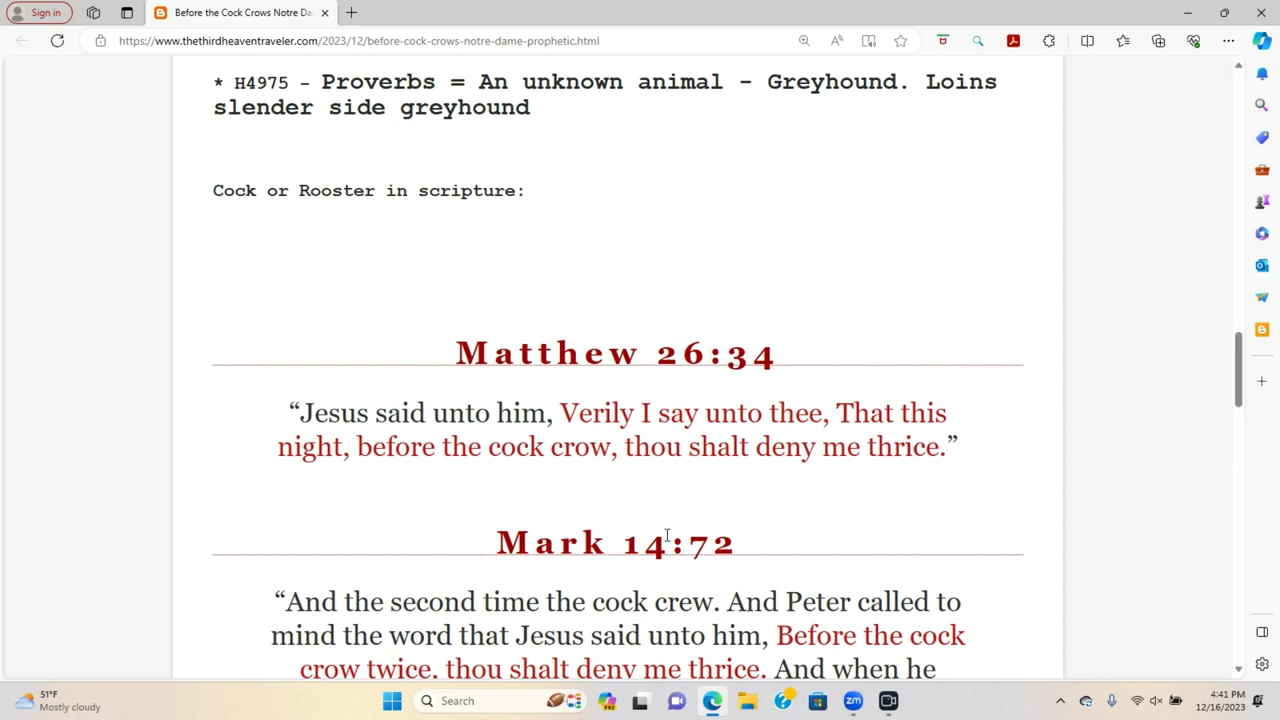 Sign in
Before the Cock Crows Notre Da
https://www.thethirdheaventraveler.com/2023/12/before-cock-crows-notre-dame-prophetic.html
* H4975 - Proverbs = An unknown animal - Greyhound. Loins
slender side greyhound
Cock or Rooster in scripture:
Matthew 26:34
“Jesus said unto him, Verily I say unto thee, That this
night, before the cock crow, thou shalt deny me thrice.”
Mark 14:72
“And the second time the cock crew. And Peter called to
mind the word that Jesus said unto him, Before the cock
crow twice, thou shalt deny me thrice. And when he
51°F
Mostly cloudy
Search
PRE
4:41 PM
12/16/2023